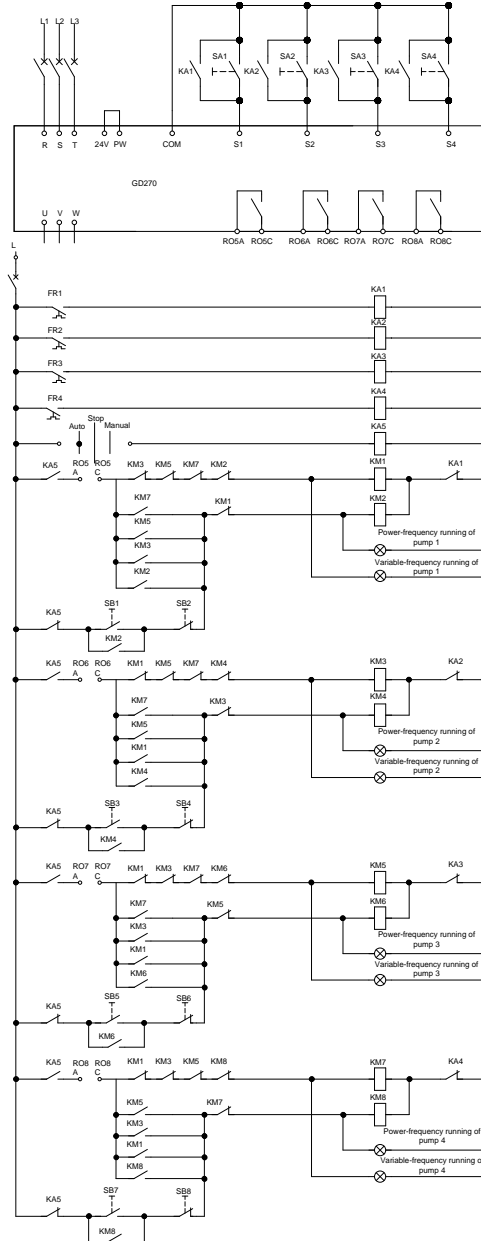 L1 L2 L3
SA1 SA2 SA3 SA4
KA1 KA2 KA3 KA4
R S T 24V PW COM S1 S2 S3 S4
GD270
U V W
RO5A RO5C RO6A RO6C RO7A RO7C RO8A RO8C
L
FR1 KA1
FR2 KA2
FR3 KA3
FR4 KA4
Stop
Auto Manual KA5
KA5 RO5 RO5 KM3 KM5 KM7 KM2 KM1 KA1
A C
KM7 KM1 KM2
KM5
Power-frequency running of
pump 1
KM3
Variable-frequency running of
pump 1
KM2
KA5 SB1 SB2
KM2
KA5 RO6 RO6 KM1 KM5 KM7 KM4 KM3 KA2
A C
KM7 KM3 KM4
KM5
Power-frequency running of
pump 2
KM1
Variable-frequency running of
pump 2
KM4
KA5 SB3 SB4
KM4
KA5 RO7 RO7 KM1 KM3 KM7 KM6 KM5 KA3
A C
KM7 KM5 KM6
KM3
Power-frequency running of
pump 3
KM1
Variable-frequency running of
pump 3
KM6
KA5 SB5 SB6
KM6
KA5 RO8 RO8 KM1 KM3 KM5 KM8 KM7 KA4
A C
KM5 KM7 KM8
KM3
Power-frequency running of
pump 4
KM1
Variable-frequency running of
pump 4
KM8
KA5 SB7 SB8
KM8